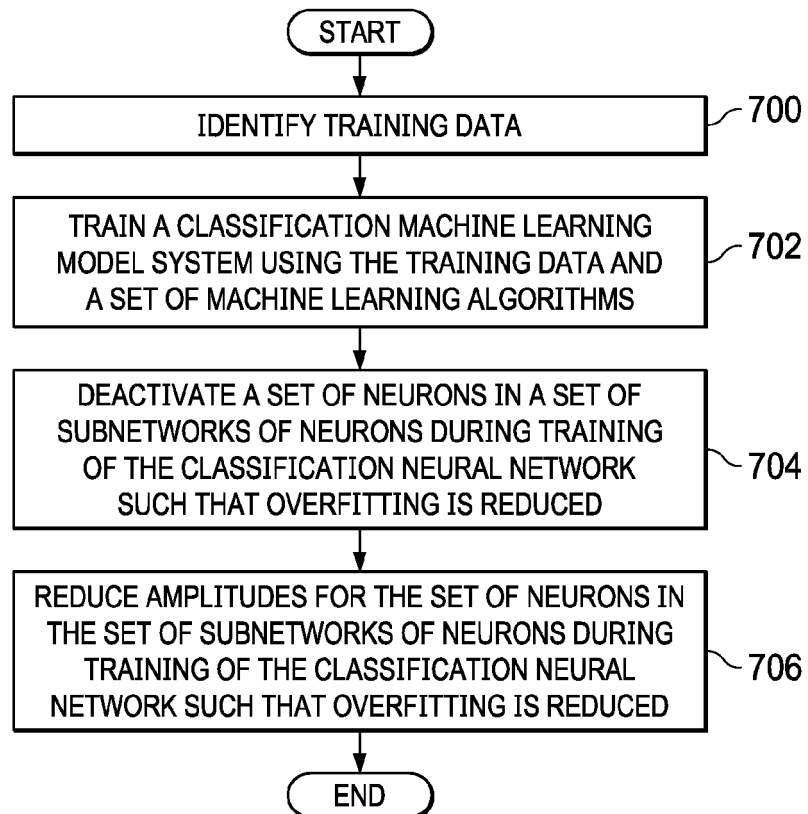 START
IDENTIFY TRAINING DATA
700
TRAIN A CLASSIFICATION MACHINE LEARNING
MODEL SYSTEM USING THE TRAINING DATA AND
A SET OF MACHINE LEARNING ALGORITHMS
702
DEACTIVATE A SET OF NEURONS IN A SET OF
SUBNETWORKS OF NEURONS DURING TRAINING
OF THE CLASSIFICATION NEURAL NETWORK
SUCH THAT OVERFITTING IS REDUCED
704
REDUCE AMPLITUDES FOR THE SET OF NEURONS IN
THE SET OF SUBNETWORKS OF NEURONS DURING
TRAINING OF THE CLASSIFICATION NEURAL
NETWORK SUCH THAT OVERFITTING IS REDUCED
706
END